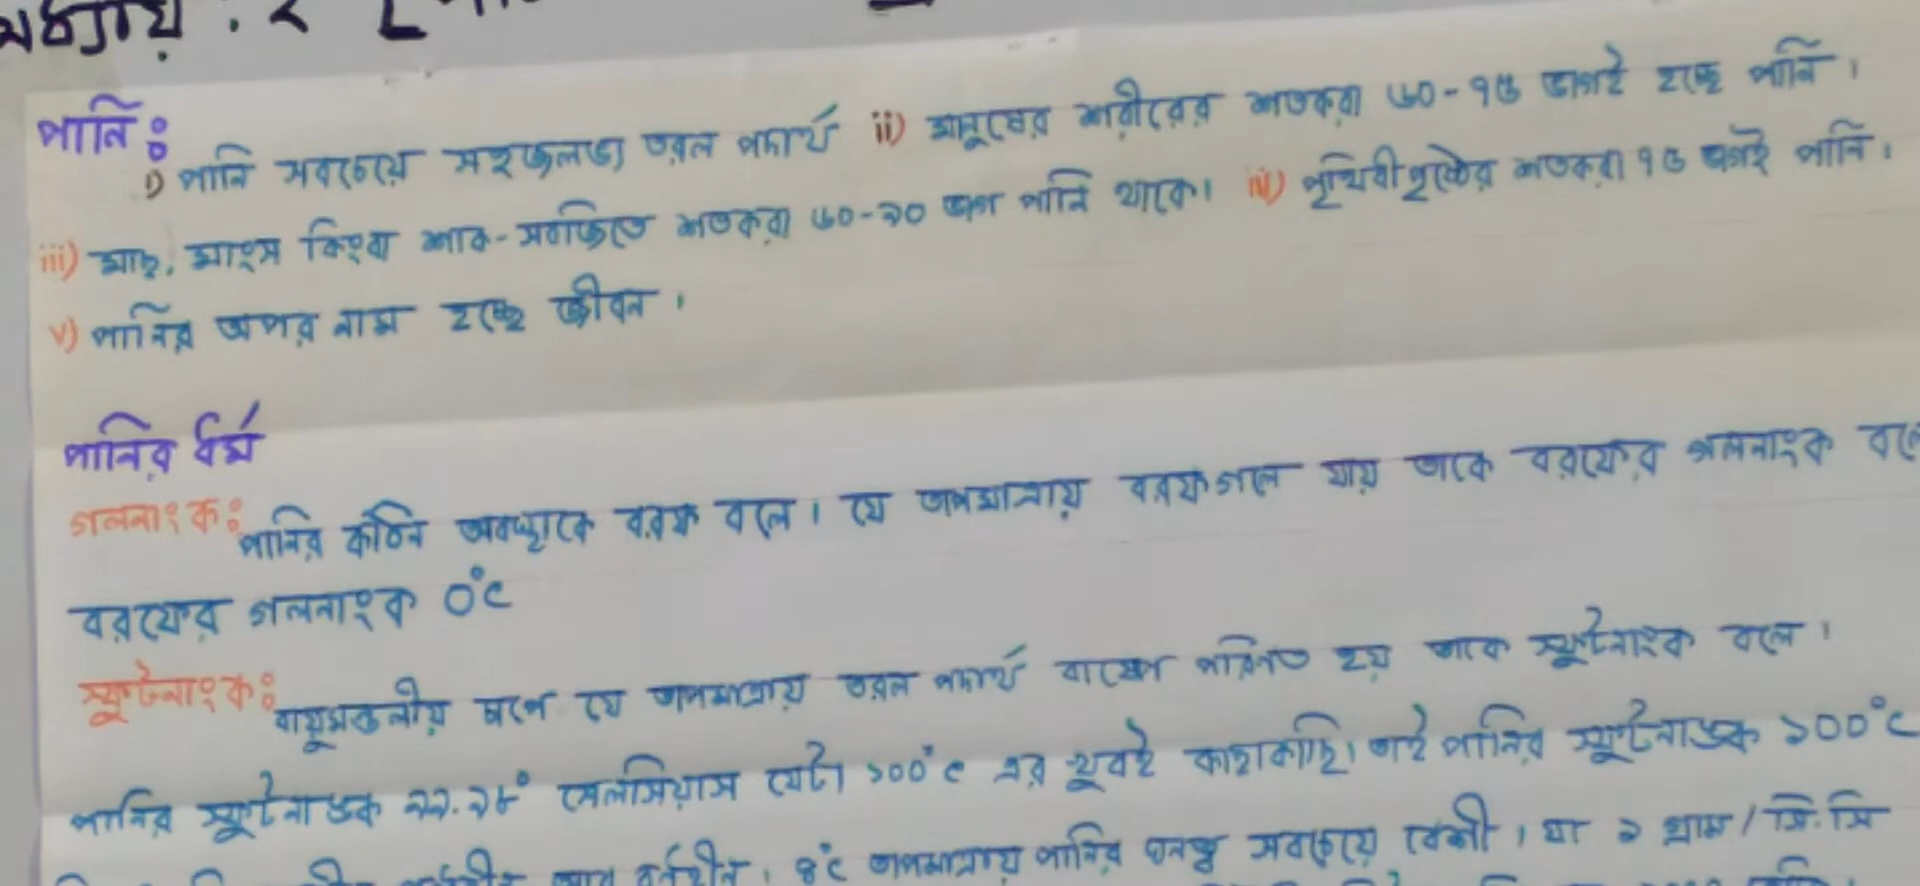 অধ্যায় : ২
পানি :
i) পানি সবচেয়ে সহজলভ্য তরল পদার্থ ii) মানুষের শরীরের শতকরা ৬০-৭৫ ভাগই হচ্ছে পানি ।
iii) মাছ, মাংস কিংবা শাক-সবজিতে শতকরা ৬০-৯০ ভাগ পানি থাকে। iv) পৃথিবীপৃষ্ঠের শতকরা ৭৫ ভাগই পানি ।
v) পানির অপর নাম হচ্ছে জীবন ।
পানির ধর্ম
গলনাংক : পানির কঠিন অবস্থাকে বরফ বলে । যে তাপমাত্রায় বরফ গলে যায় তাকে বরফের গলনাংক বলে
বরফের গলনাংক 0°C
স্ফুটনাংক : বায়ুমন্ডলীয় চাপে যে তাপমাত্রায় তরল পদার্থ বাষ্পে পরিনত হয় তাকে স্ফুটনাংক বলে ।
পানির স্ফুটনাঙ্ক ৯৯.৯৮° সেলসিয়াস যেটা ১০০°C এর খুবই কাছাকাছি। তাই পানির স্ফুটনাঙ্ক ১০০°C
৪°C তাপমাত্রায় পানির ঘনত্ব সবচেয়ে বেশী । যা ১ গ্রাম / সি.সি